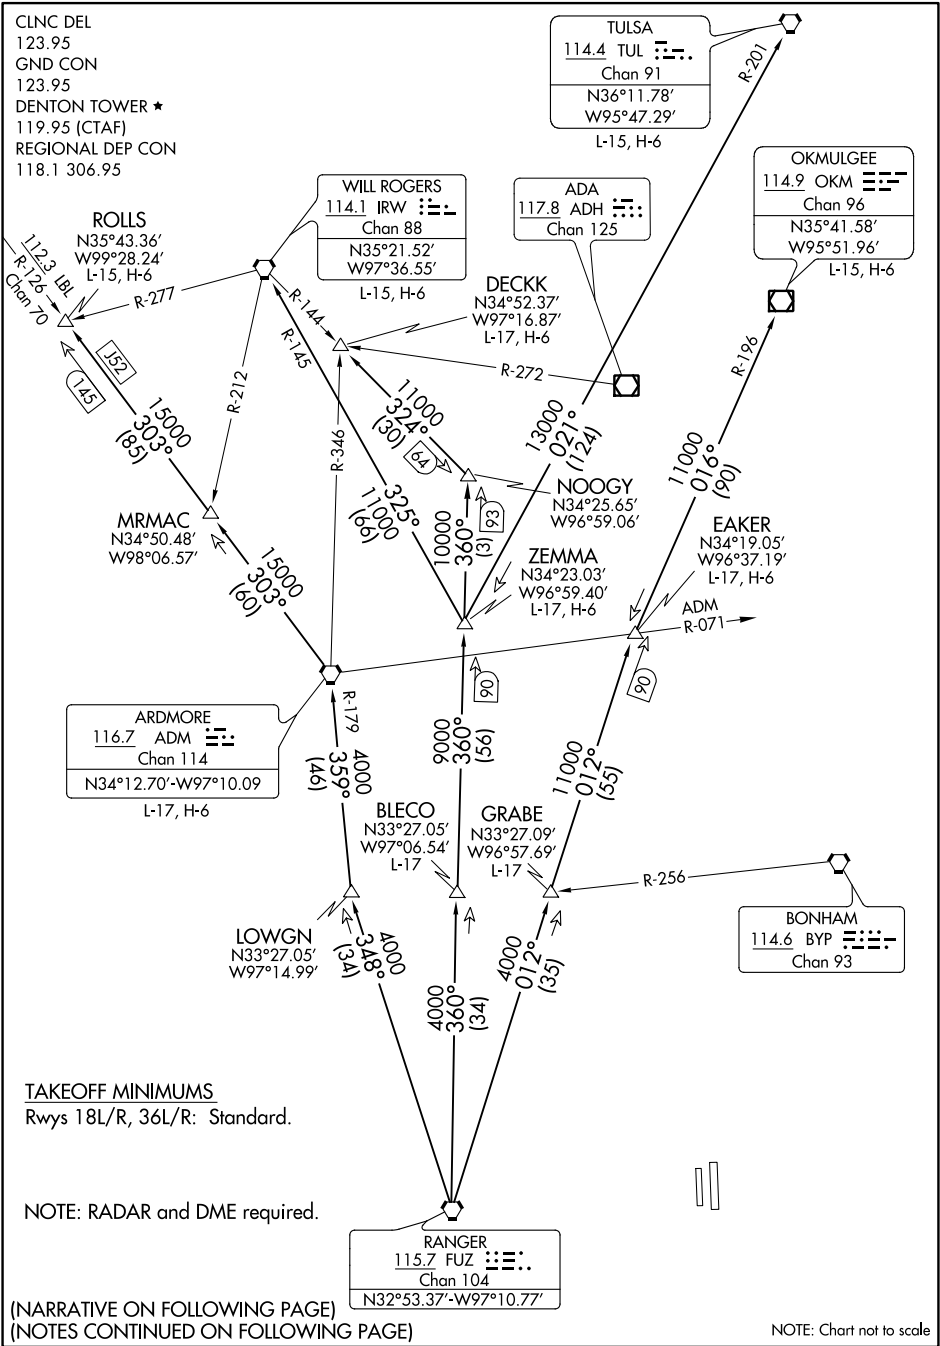 CLNC DEL
123.95
GND CON
123.95
DENTON TOWER ★
119.95 (CTAF)
REGIONAL DEP CON
118.1 306.95
TULSA
114.4 TUL
Chan 91
N36°11.78′
W95°47.29′
L-15, H-6
R-201
OKMULGEE
114.9 OKM
Chan 96
N35°41.58′
W95°51.96′
L-15, H-6
WILL ROGERS
114.1 IRW
Chan 88
N35°21.52′
W97°36.55′
L-15, H-6
ADA
117.8 ADH
Chan 125
ROLLS
N35°43.36′
W99°28.24′
L-15, H-6
112.3 LBL
R-126
Chan 70
R-277
R-144
R-145
R-212
DECKK
N34°52.37′
W97°16.87′
L-17, H-6
R-272
R-196
J52
145
15000
303°
(85)
11000
324°
(30)
64
R-346
325°
11000
(66)
13000
021°
(124)
11000
016°
(90)
NOOGY
N34°25.65′
W96°59.06′
93
10000
360°
(3)
MRMAC
N34°50.48′
W98°06.57′
15000
303°
(60)
ZEMMA
N34°23.03′
W96°59.40′
L-17, H-6
EAKER
N34°19.05′
W96°37.19′
L-17, H-6
ADM
R-071
90
90
ARDMORE
116.7 ADM
Chan 114
N34°12.70′-W97°10.09
L-17, H-6
R-179
4000
359°
(46)
9000
360°
(56)
11000
012°
(55)
BLECO
N33°27.05′
W97°06.54′
L-17
GRABE
N33°27.09′
W96°57.69′
L-17
R-256
BONHAM
114.6 BYP
Chan 93
LOWGN
N33°27.05′
W97°14.99′
4000
348°
(34)
4000
360°
(34)
4000
012°
(35)
TAKEOFF MINIMUMS
Rwys 18L/R, 36L/R: Standard.
NOTE: RADAR and DME required.
RANGER
115.7 FUZ
Chan 104
N32°53.37′-W97°10.77′
(NARRATIVE ON FOLLOWING PAGE)
(NOTES CONTINUED ON FOLLOWING PAGE)
NOTE: Chart not to scale